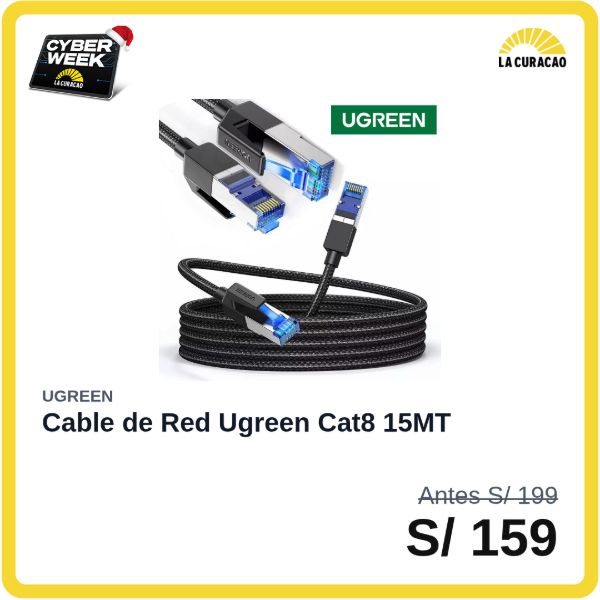 CYBER
WEEK
LA CURACAO
LA CURACAO
UGREEN
UGREEN
Cable de Red Ugreen Cat8 15MT
Antes S/ 199
S/ 159